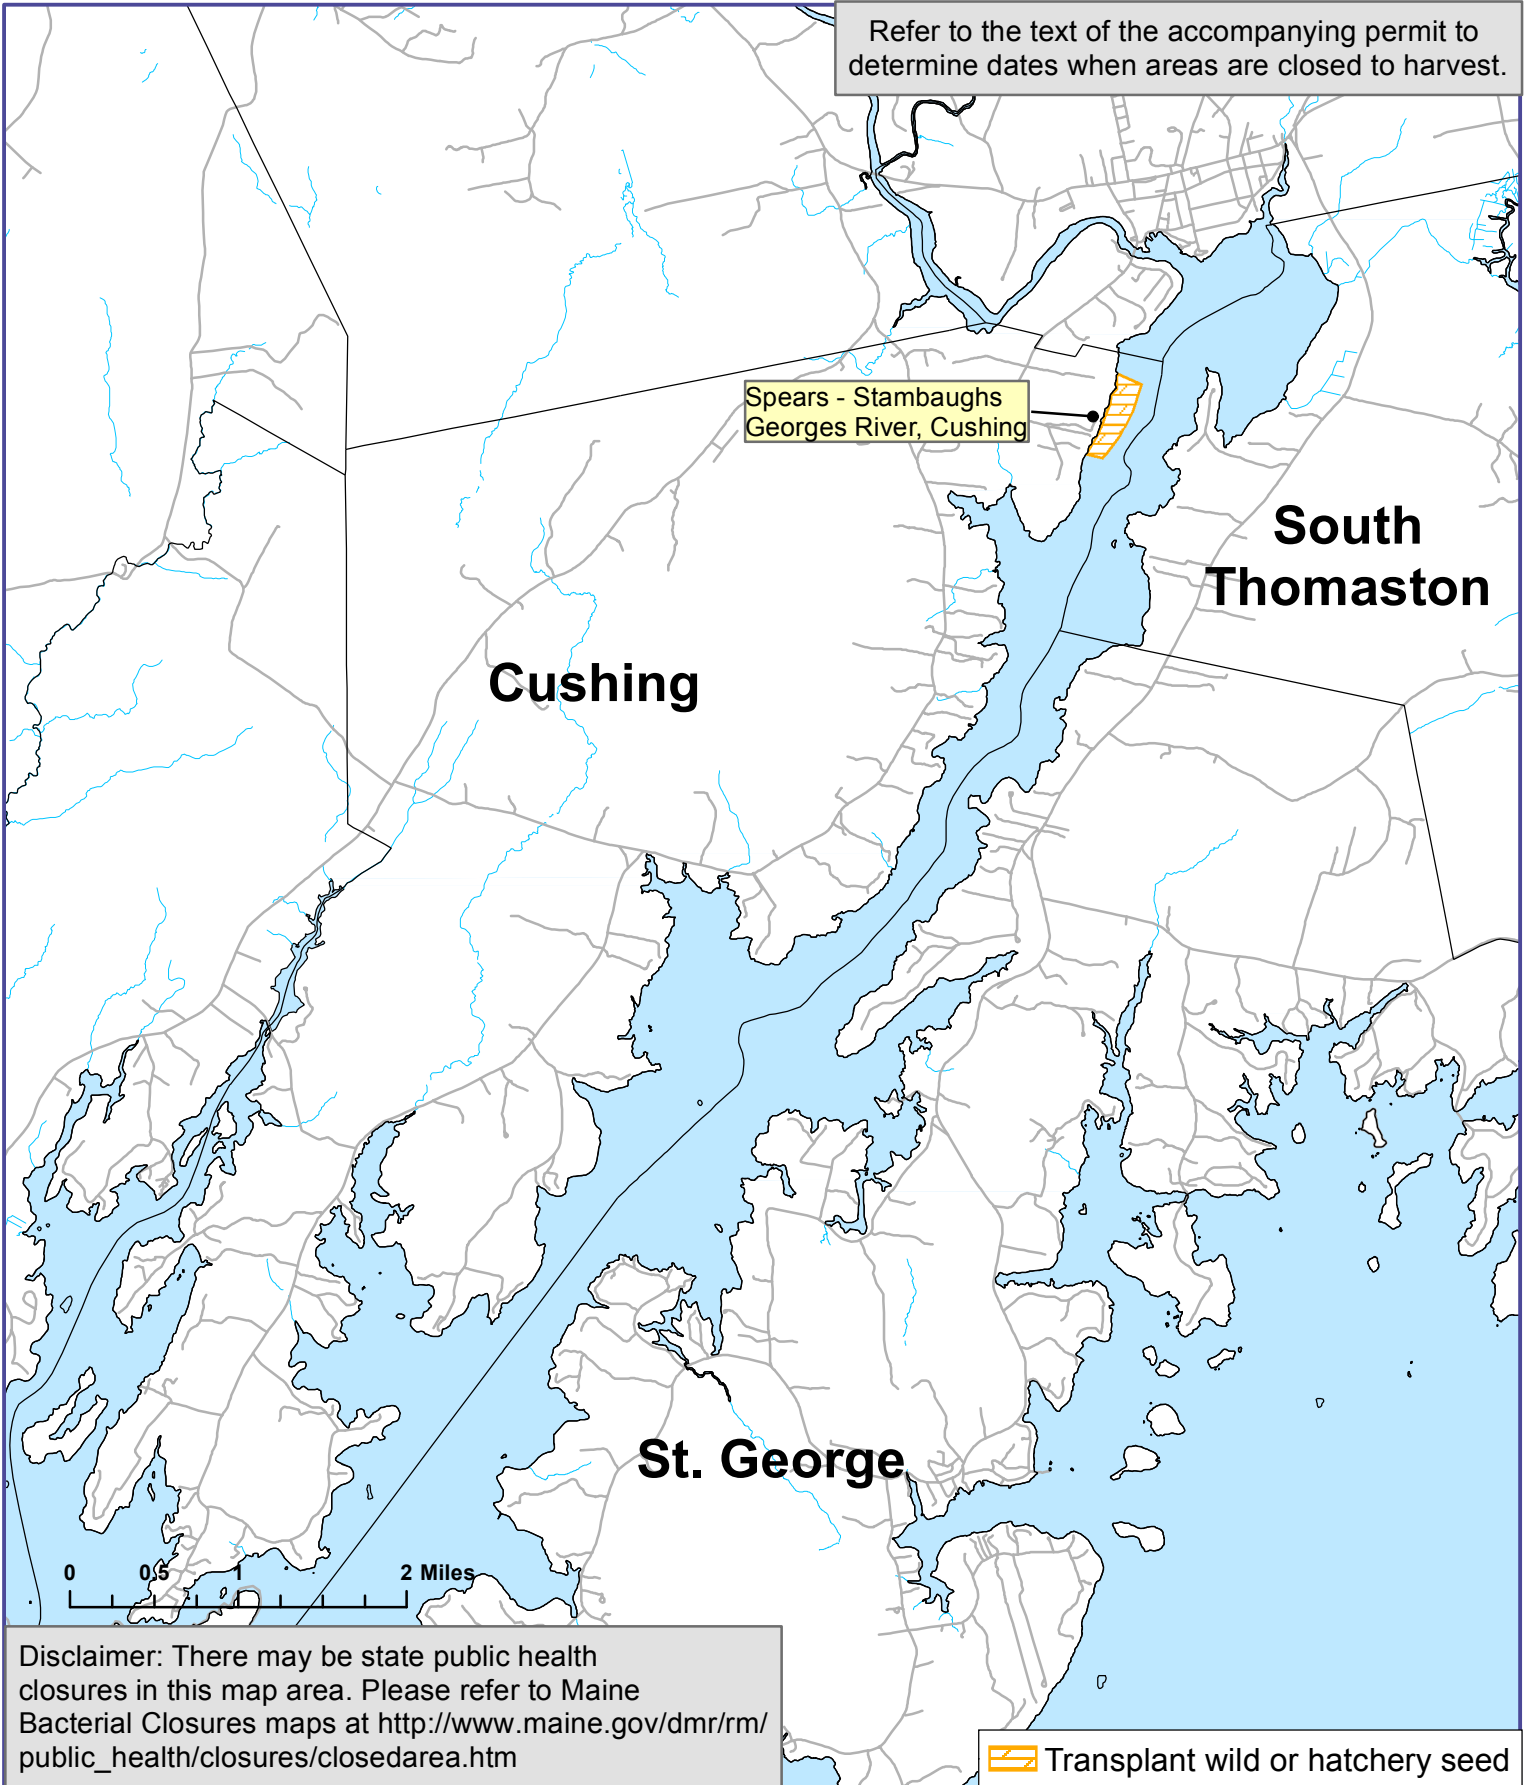 Refer to the text of the accompanying permit to
determine dates when areas are closed to harvest.
Spears - Stambaughs
Georges River, Cushing
South
Thomaston
Cushing
St. George
0 0.5 1 2 Miles
Disclaimer: There may be state public health
closures in this map area. Please refer to Maine
Bacterial Closures maps at http://www.maine.gov/dmr/rm/
public_health/closures/closedarea.htm
Transplant wild or hatchery seed